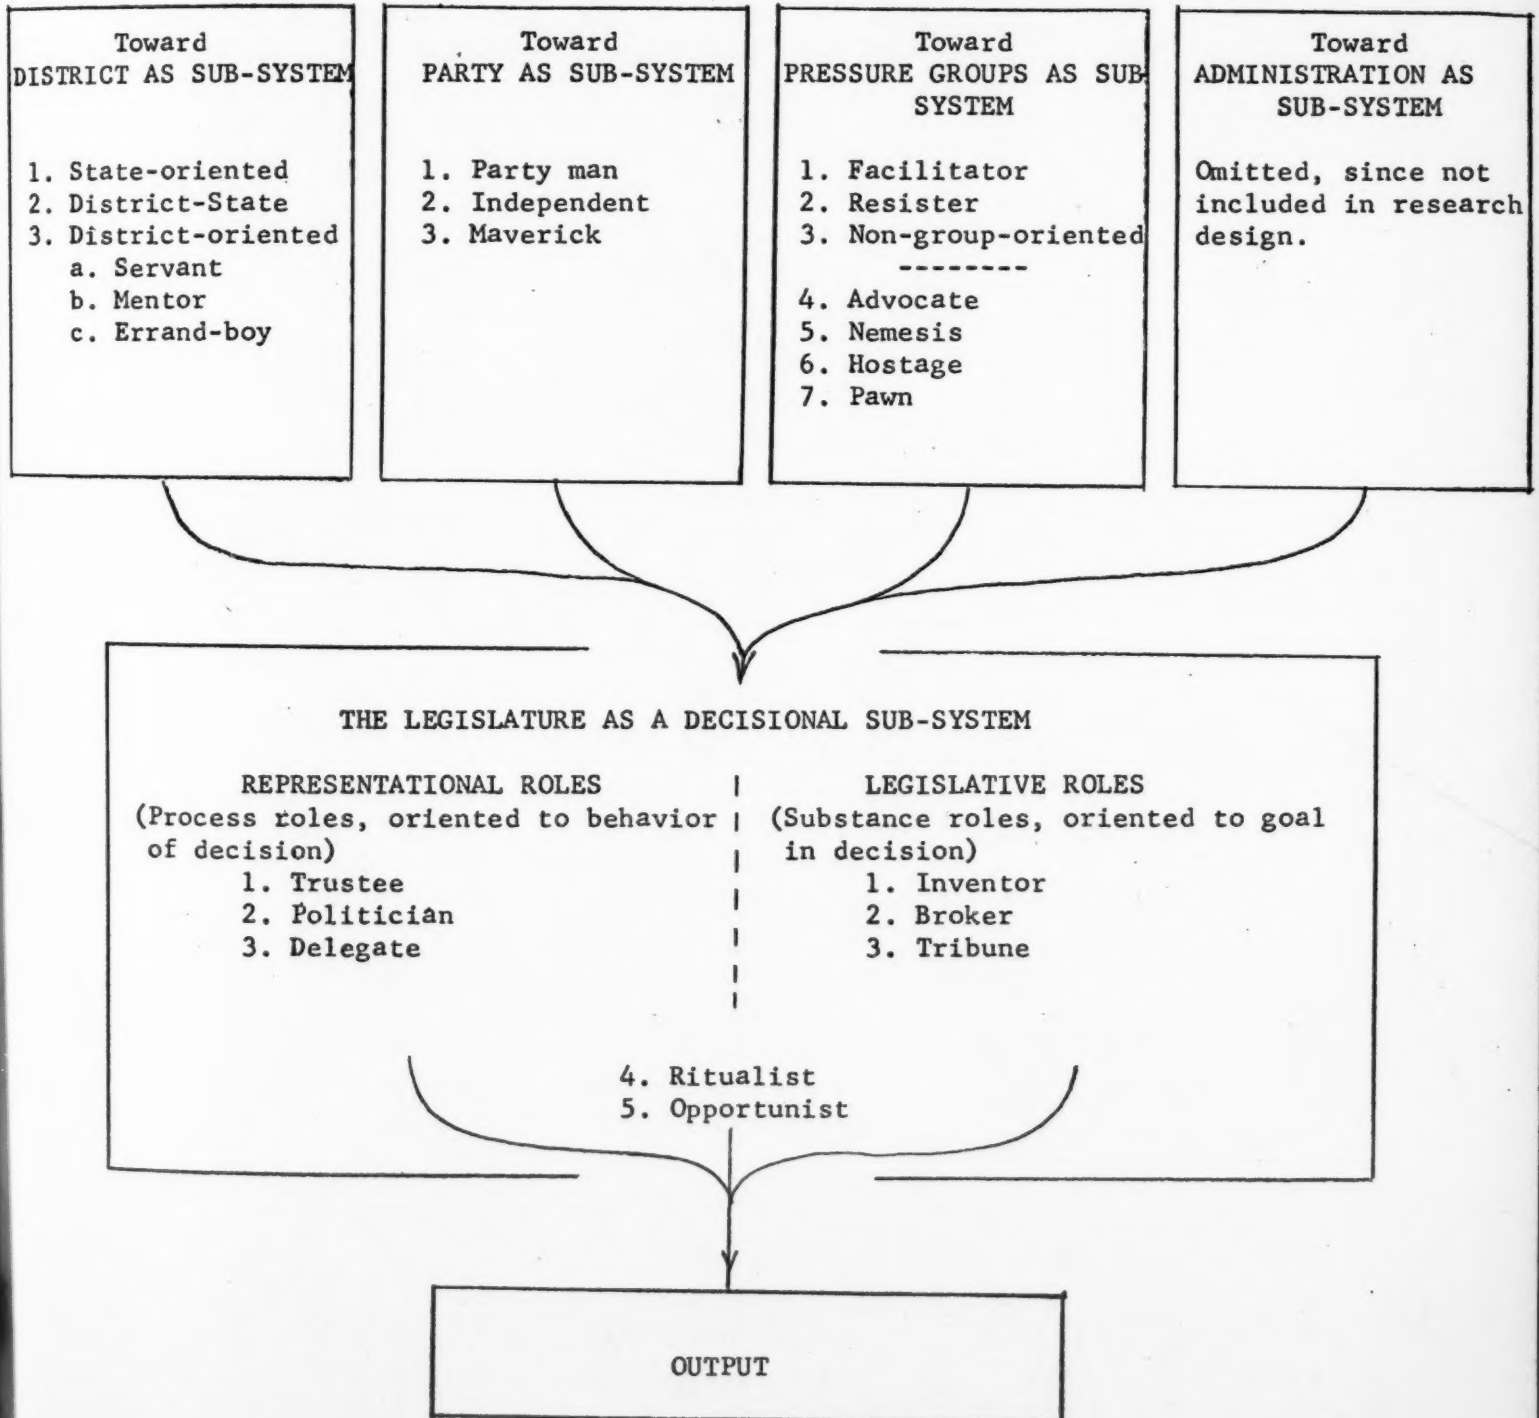 Toward
DISTRICT AS SUB-SYSTEM
1. State-oriented
2. District-State
3. District-oriented
a. Servant
b. Mentor
c. Errand-boy
Toward
PARTY AS SUB-SYSTEM
1. Party man
2. Independent
3. Maverick
Toward
PRESSURE GROUPS AS SUB-
SYSTEM
1. Facilitator
2. Resister
3. Non-group-oriented
--------
4. Advocate
5. Nemesis
6. Hostage
7. Pawn
Toward
ADMINISTRATION AS
SUB-SYSTEM
Omitted, since not
included in research
design.
THE LEGISLATURE AS A DECISIONAL SUB-SYSTEM
REPRESENTATIONAL ROLES
(Process roles, oriented to behavior
of decision)
1. Trustee
2. Politician
3. Delegate
LEGISLATIVE ROLES
(Substance roles, oriented to goal
in decision)
1. Inventor
2. Broker
3. Tribune
4. Ritualist
5. Opportunist
OUTPUT